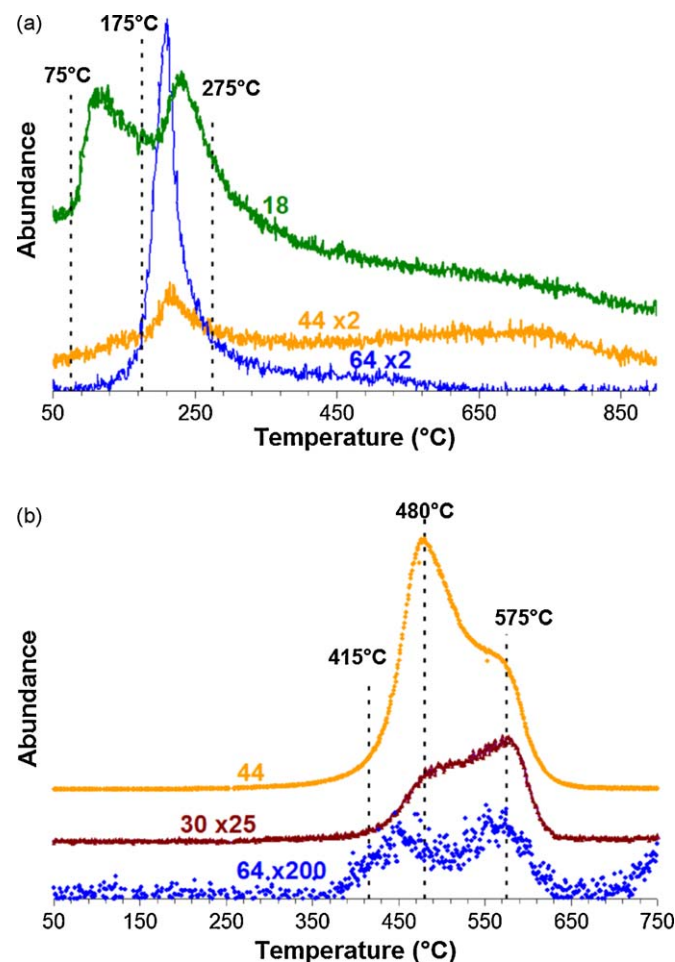 (a)
175°C
75°C
275°C
18
44 x2
64 x2
Abundance
50 250 450 650 850
Temperature (°C)
(b)
480°C
575°C
415°C
44
30 x25
64 x200
Abundance
50 150 250 350 450 550 650 750
Temperature (°C)